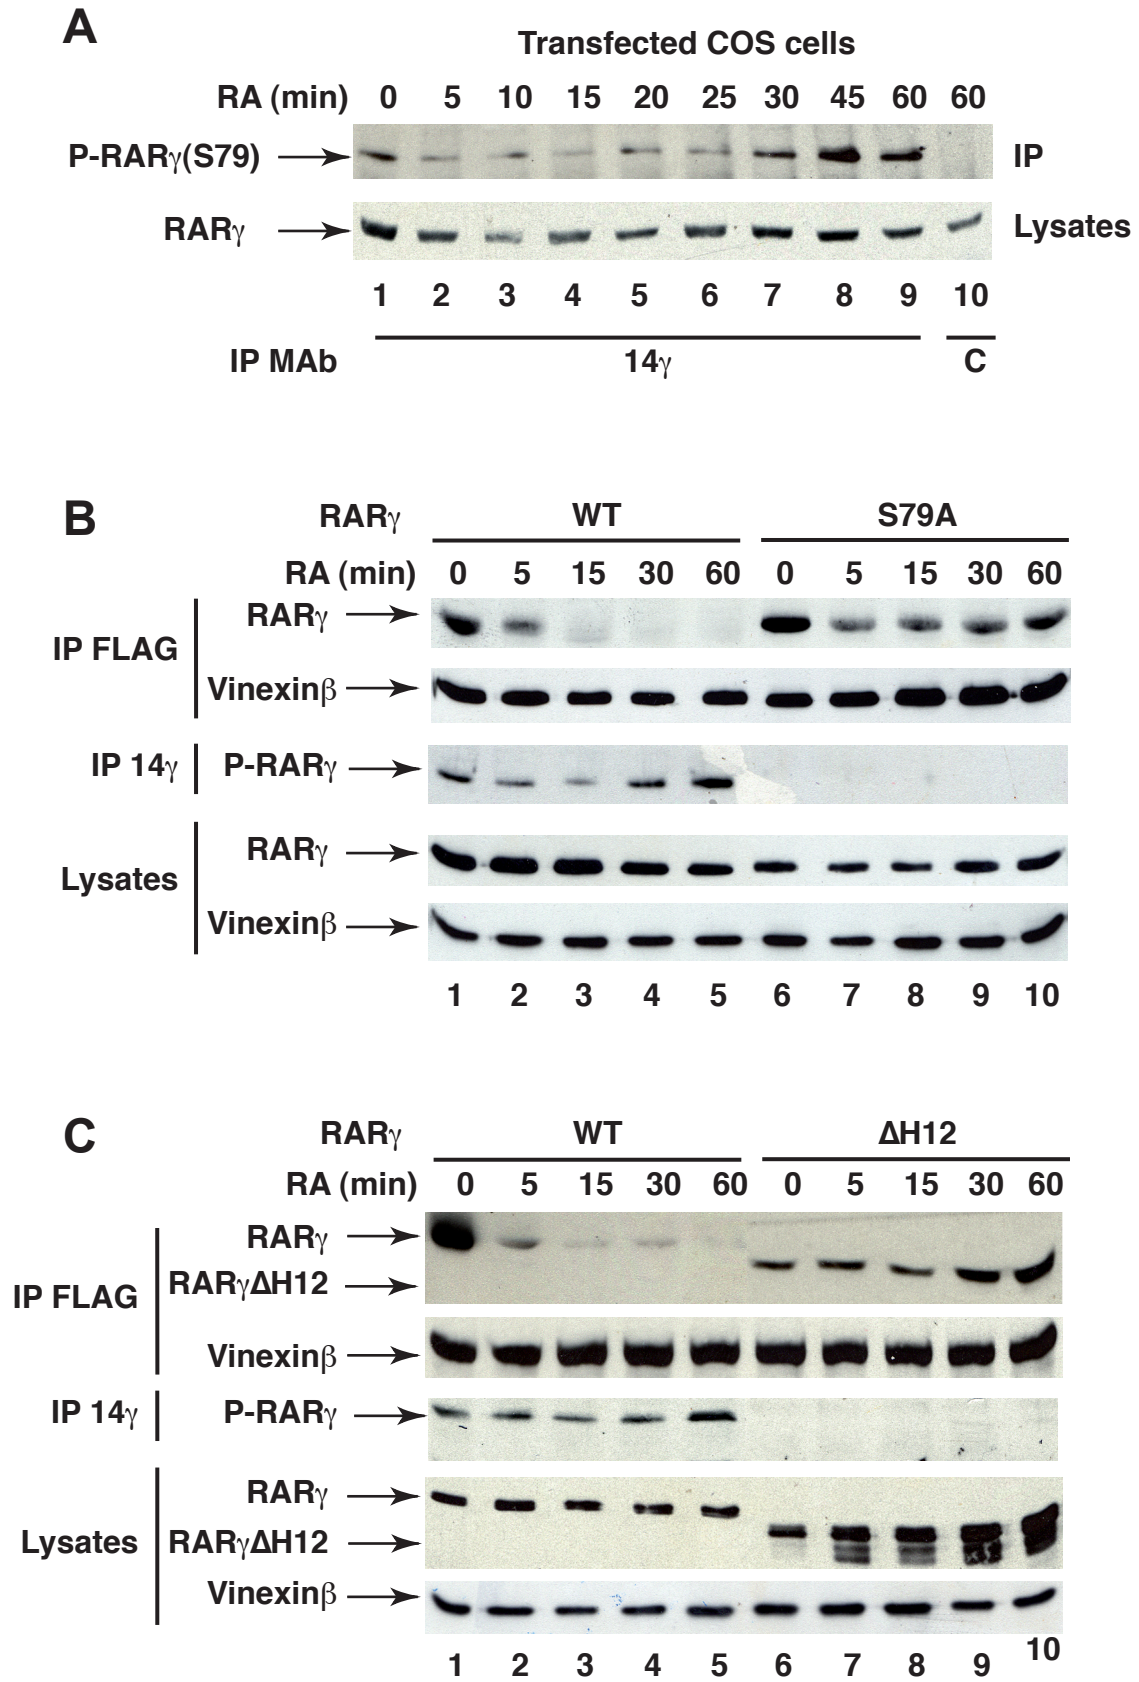 A
Transfected COS cells
RA (min) 0 5 10 15 20 25 30 45 60 60
P-RARγ(S79) IP
RARγ Lysates
1 2 3 4 5 6 7 8 9 10
IP MAb 14γ C
B
RARγ WT S79A
RA (min) 0 5 15 30 60 0 5 15 30 60
RARγ
IP FLAG
Vinexinβ
IP 14γ P-RARγ
RARγ
Lysates
Vinexinβ
1 2 3 4 5 6 7 8 9 10
C
RARγ WT ΔH12
RA (min) 0 5 15 30 60 0 5 15 30 60
RARγ
IP FLAG RARγΔH12
Vinexinβ
IP 14γ P-RARγ
RARγ
Lysates RARγΔH12
Vinexinβ
1 2 3 4 5 6 7 8 9 10